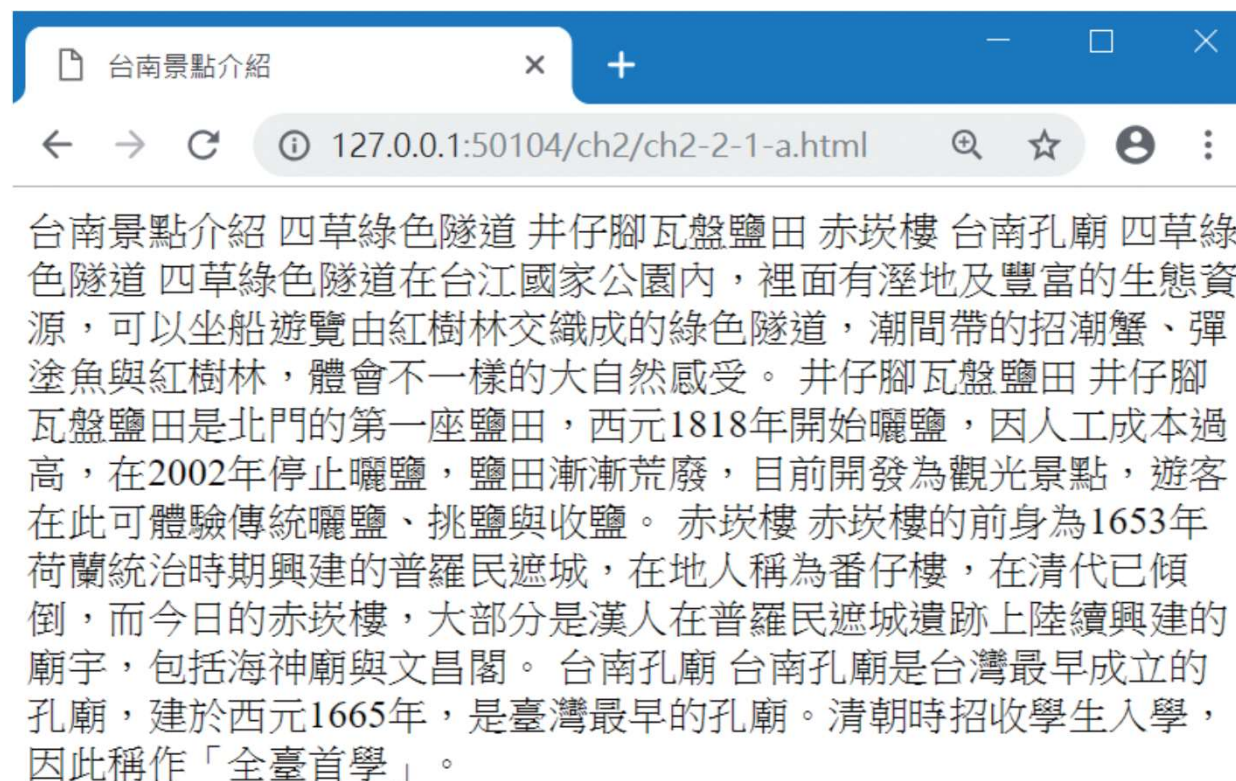 台南景點介紹
127.0.0.1:50104/ch2/ch2-2-1-a.html
台南景點介紹 四草綠色隧道 井仔腳瓦盤鹽田 赤崁樓 台南孔廟 四草綠
色隧道 四草綠色隧道在台江國家公園內，裡面有溼地及豐富的生態資
源，可以坐船遊覽由紅樹林交織成的綠色隧道，潮間帶的招潮蟹、彈
塗魚與紅樹林，體會不一樣的大自然感受。 井仔腳瓦盤鹽田 井仔腳
瓦盤鹽田是北門的第一座鹽田，西元1818年開始曬鹽，因人工成本過
高，在2002年停止曬鹽，鹽田漸漸荒廢，目前開發為觀光景點，遊客
在此可體驗傳統曬鹽、挑鹽與收鹽。 赤崁樓 赤崁樓的前身為1653年
荷蘭統治時期興建的普羅民遮城，在地人稱為番仔樓，在清代已傾
倒，而今日的赤崁樓，大部分是漢人在普羅民遮城遺跡上陸續興建的
廟宇，包括海神廟與文昌閣。 台南孔廟 台南孔廟是台灣最早成立的
孔廟，建於西元1665年，是臺灣最早的孔廟。清朝時招收學生入學，
因此稱作「全臺首學」。